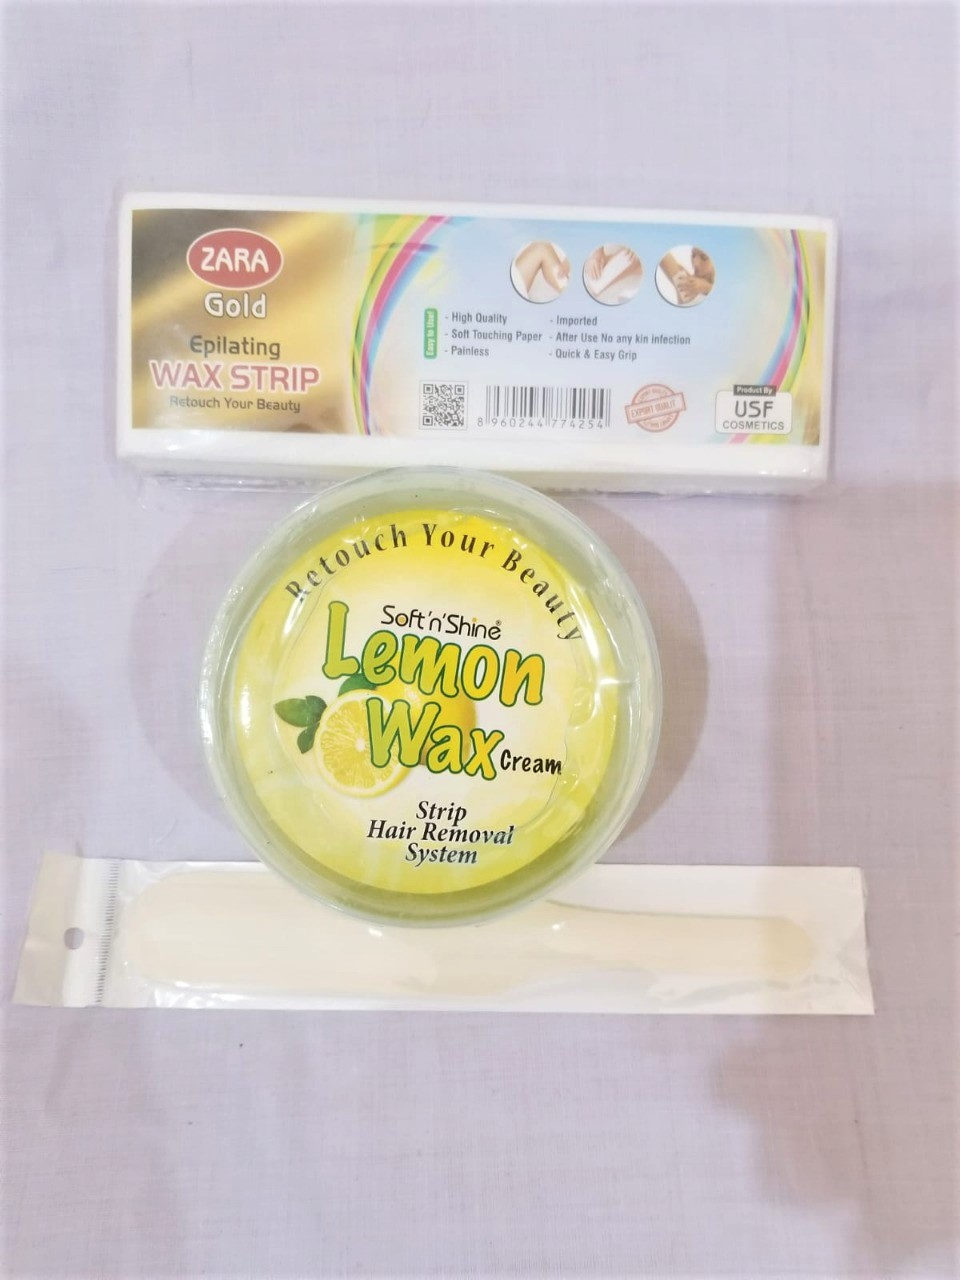 ZARA
Gold
Epilating
WAX STRIP
Retouch Your Beauty
Easy to Use!
- High Quality
- Soft Touching Paper
- Painless
- Imported
- After Use No any kin infection
- Quick & Easy Grip
8 960244 774254
EXPORT QUALIT
Product By
USF
COSMETICS
Retouch Your Beauty
Soft'n'Shine®
Lemon
Wax Cream
Strip
Hair Removal
System